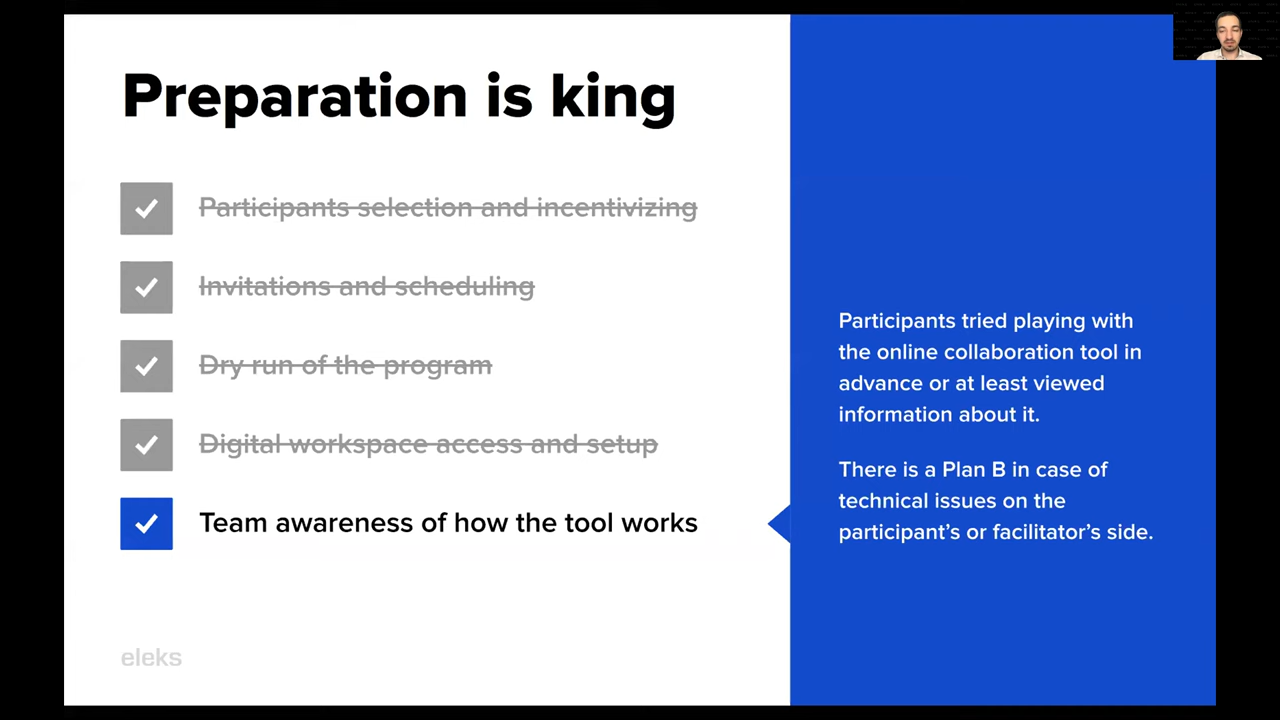 Preparation is king
Participants selection and incentivizing
Invitations and scheduling
Dry run of the program
Digital workspace access and setup
Team awareness of how the tool works
Participants tried playing with
the online collaboration tool in
advance or at least viewed
information about it.
There is a Plan B in case of
technical issues on the
participant’s or facilitator’s side.
eleks